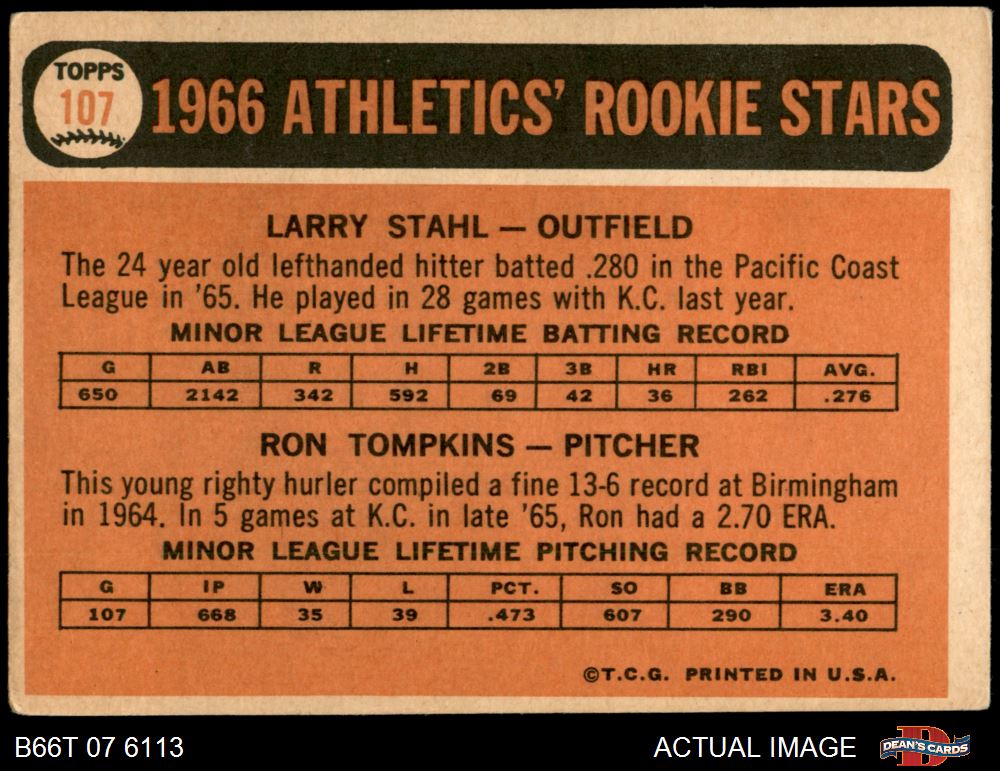 TOPPS
107
1966 ATHLETICS' ROOKIE STARS
LARRY STAHL — OUTFIELD
The 24 year old lefthanded hitter batted .280 in the Pacific Coast
League in '65. He played in 28 games with K.C. last year.
MINOR LEAGUE LIFETIME BATTING RECORD
G AB R H 2B 3B HR RBI AVG.
650 2142 342 592 69 42 36 262 .276
RON TOMPKINS — PITCHER
This young righty hurler compiled a fine 13-6 record at Birmingham
in 1964. In 5 games at K.C. in late '65, Ron had a 2.70 ERA.
MINOR LEAGUE LIFETIME PITCHING RECORD
G IP W L PCT. SO BB ERA
107 668 35 39 .473 607 290 3.40
©T.C.G. PRINTED IN U.S.A.
B66T 07 6113 ACTUAL IMAGE D DEAN'S CARDS